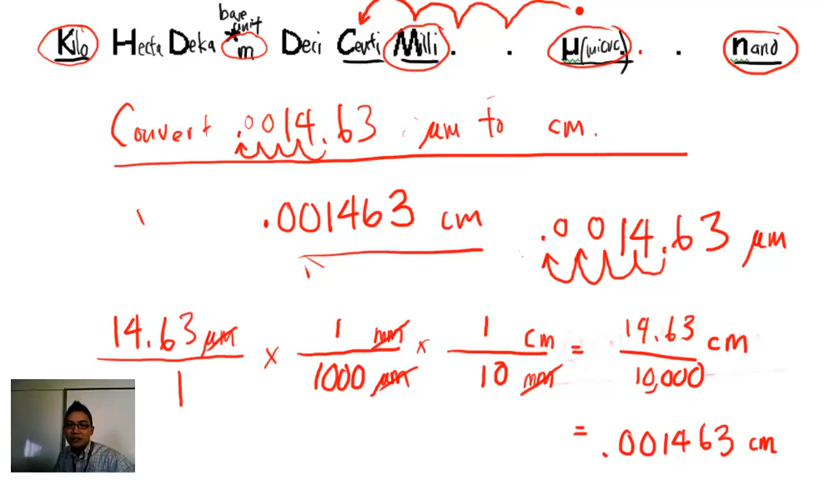 base
unit
Kilo Hecta Deka * m Deci Centi Milli . . μ(micro) . . nano
Convert .0014.63 μm to cm.
.001463 cm
.0014.63 μm
14.63 μm / 1 × 1 mm / 1000 μm × 1 cm / 10 mm = 14.63 / 10,000 cm
= .001463 cm